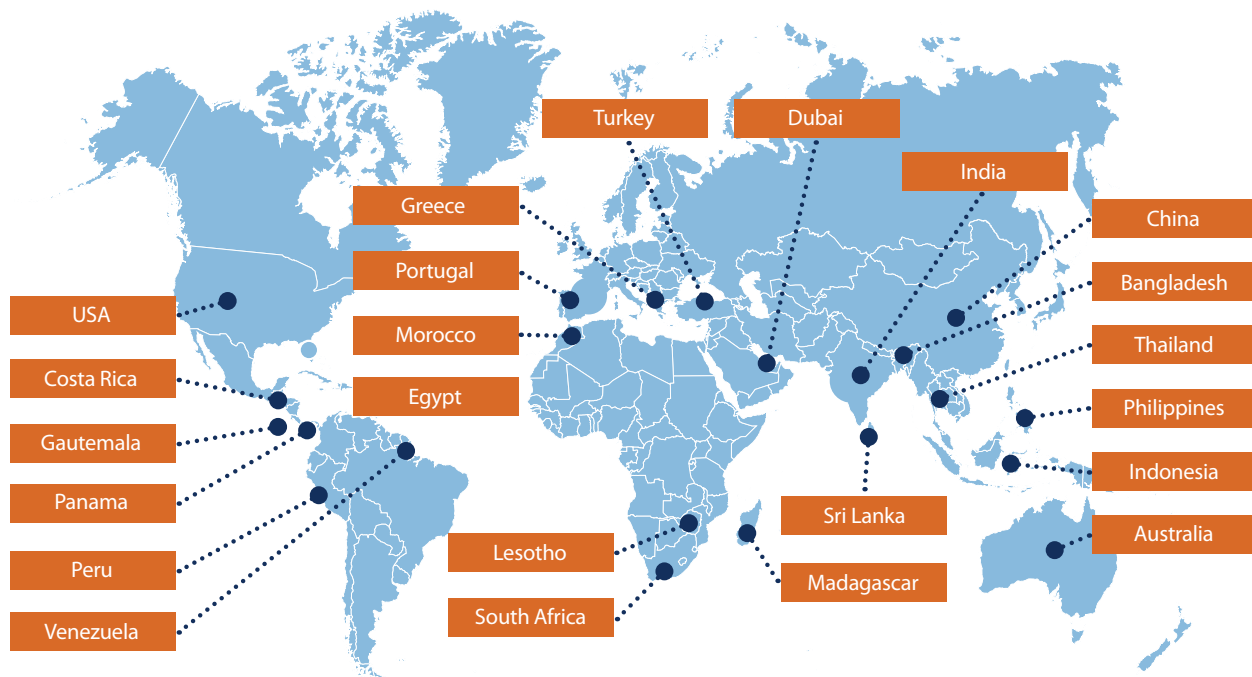 Turkey
Dubai
India
Greece
China
Portugal
Bangladesh
USA
Morocco
Thailand
Costa Rica
Egypt
Philippines
Gautemala
Indonesia
Panama
Sri Lanka
Australia
Lesotho
Peru
Madagascar
South Africa
Venezuela